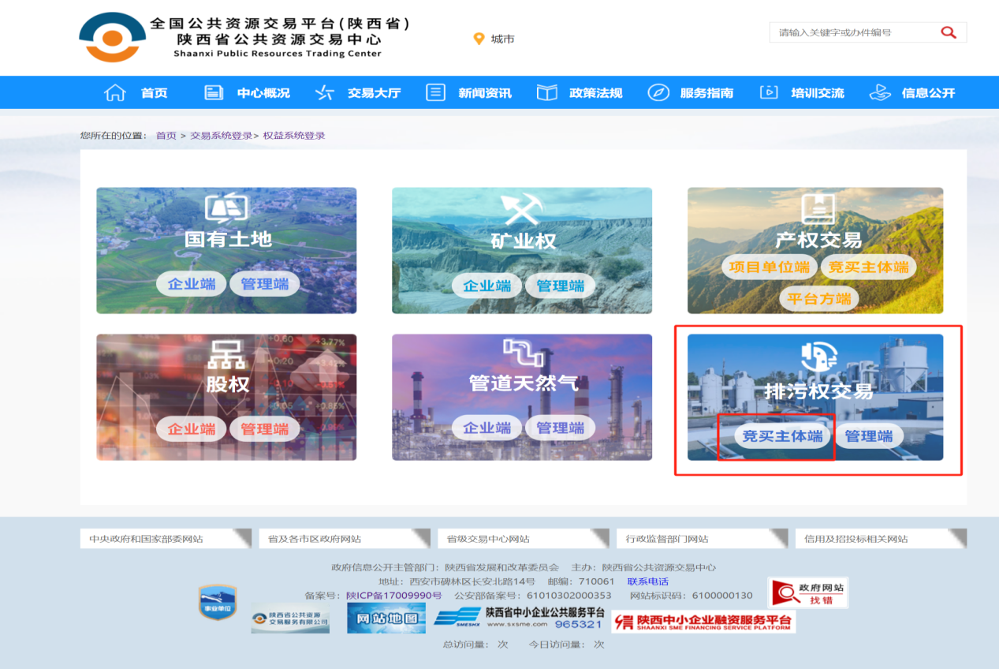 全国公共资源交易平台(陕西省)
陕西省公共资源交易中心
Shaanxi Public Resources Trading Center
城市
请输入关键字或办件编号
首页 中心概况 交易大厅 新闻资讯 政策法规 服务指南 培训交流 信息公开
您所在的位置： 首页 > 交易系统登录> 权益系统登录
国有土地
企业端 管理端
矿业权
企业端 管理端
产权交易
项目单位端 竞买主体端
平台方端
股权
企业端 管理端
管道天然气
企业端 管理端
排污权交易
竞买主体端 管理端
中央政府和国家部委网站 省及各市区政府网站 省级交易中心网站 行政监督部门网站 信用及招投标相关网站
政府信息公开主管部门：陕西省发展和改革委员会 主办：陕西省公共资源交易中心
地址：西安市碑林区长安北路14号 邮编：710061 联系电话
备案号：陕ICP备17009990号 公安部备案号：61010302000353 网站标识码：6100000130
事业单位
政府网站
找错
陕西省公共资源
交易服务有限公司
网站地图
SMESNX
陕西省中小企业公共服务平台
www.sxsme.com 965321
陕西中小企业融资服务平台
SHAANXI SME FINANCING SERVICE PLATFORM
总访问量： 次 今日访问量： 次